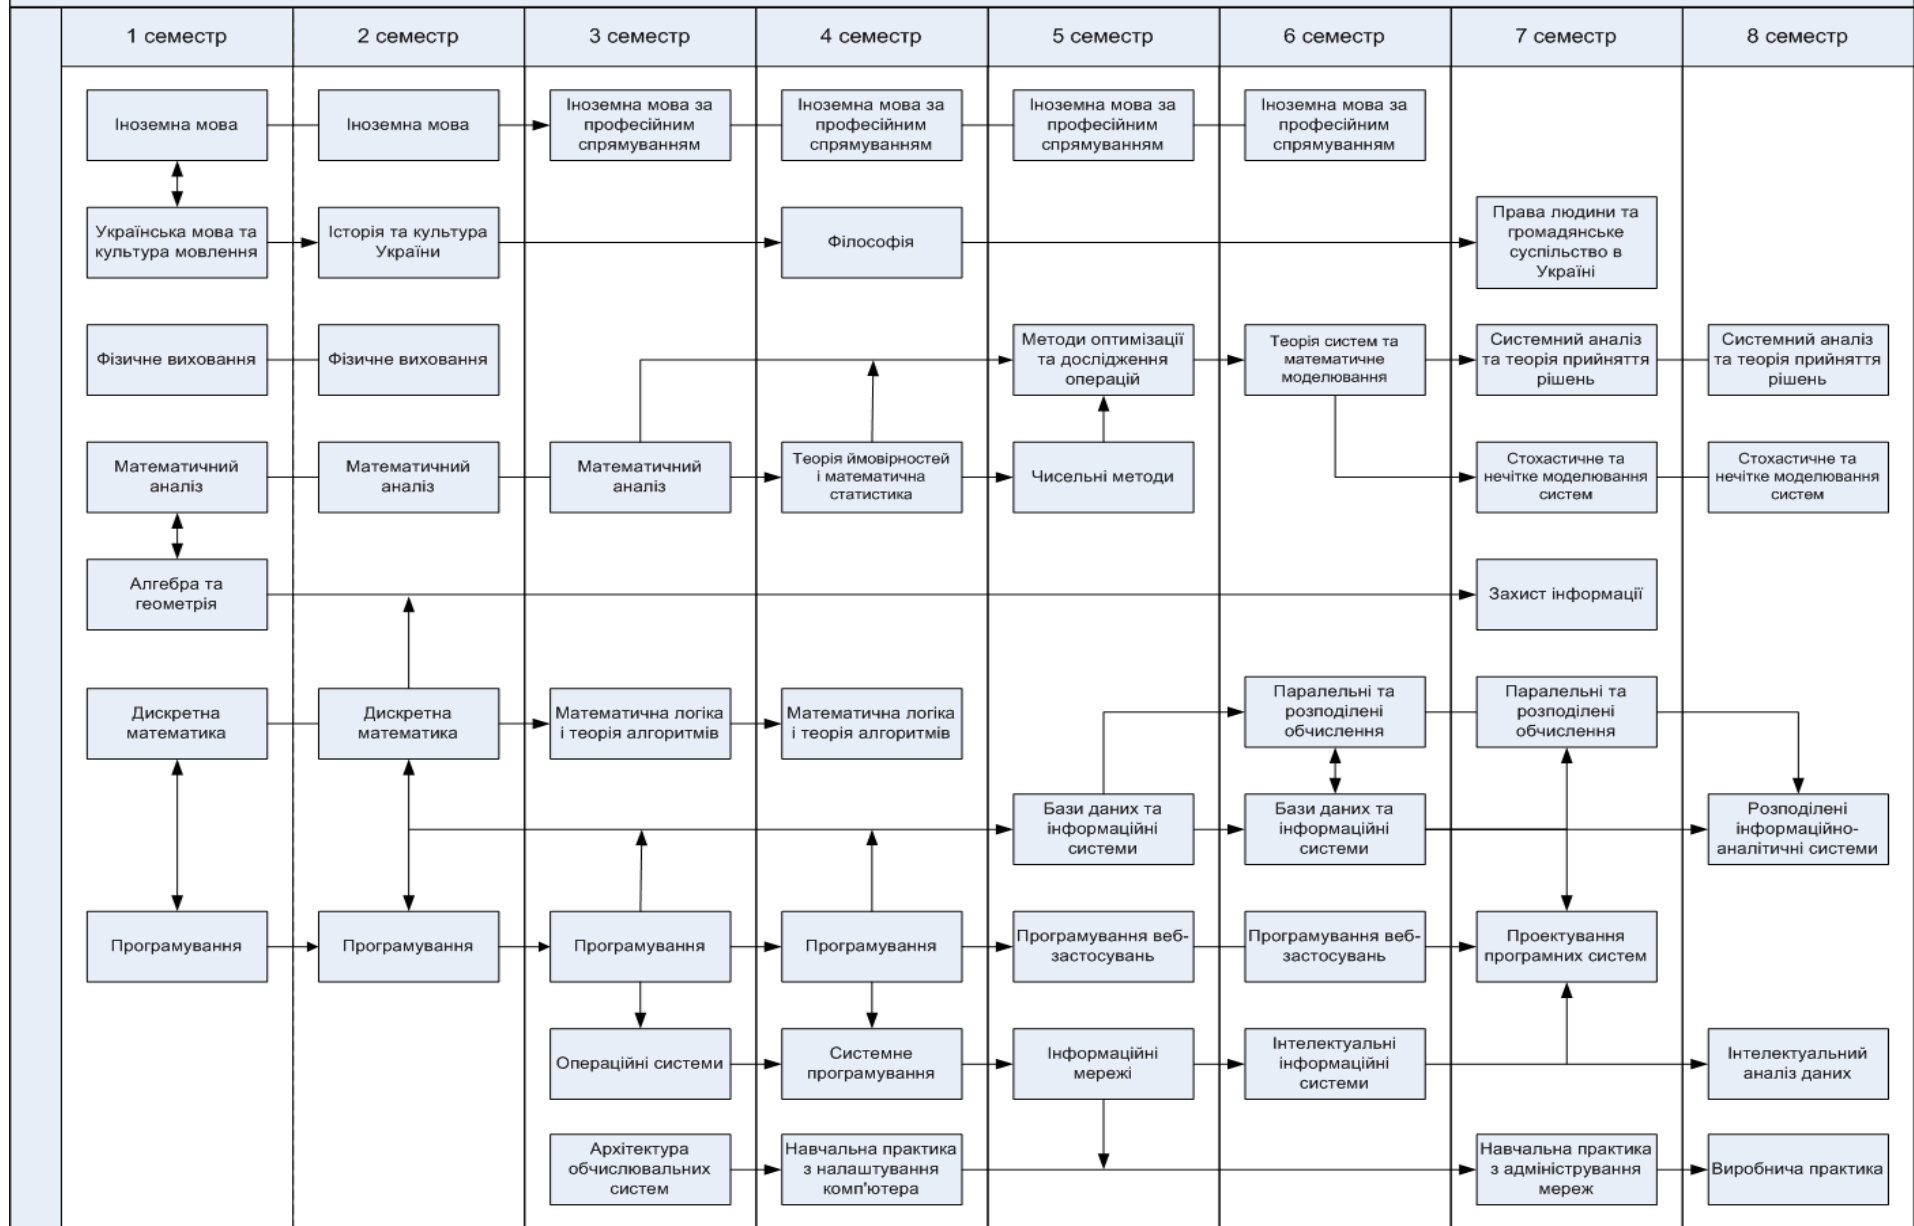 1 семестр
2 семестр
3 семестр
4 семестр
5 семестр
6 семестр
7 семестр
8 семестр
Іноземна мова
Іноземна мова
Іноземна мова за
професійним
спрямуванням
Іноземна мова за
професійним
спрямуванням
Іноземна мова за
професійним
спрямуванням
Іноземна мова за
професійним
спрямуванням
Українська мова та
культура мовлення
Історія та культура
України
Філософія
Права людини та
громадянське
суспільство в
Україні
Фізичне виховання
Фізичне виховання
Методи оптимізації
та дослідження
операцій
Теорія систем та
математичне
моделювання
Системний аналіз
та теорія прийняття
рішень
Системний аналіз
та теорія прийняття
рішень
Математичний
аналіз
Математичний
аналіз
Математичний
аналіз
Теорія ймовірностей
і математична
статистика
Чисельні методи
Стохастичне та
нечітке моделювання
систем
Стохастичне та
нечітке моделювання
систем
Алгебра та
геометрія
Захист інформації
Дискретна
математика
Дискретна
математика
Математична логіка
і теорія алгоритмів
Математична логіка
і теорія алгоритмів
Паралельні та
розподілені
обчислення
Паралельні та
розподілені
обчислення
Бази даних та
інформаційні
системи
Бази даних та
інформаційні
системи
Розподілені
інформаційно-
аналітичні системи
Програмування
Програмування
Програмування
Програмування
Програмування веб-
застосувань
Програмування веб-
застосувань
Проектування
програмних систем
Операційні системи
Системне
програмування
Інформаційні
мережі
Інтелектуальні
інформаційні
системи
Інтелектуальний
аналіз даних
Архітектура
обчислювальних
систем
Навчальна практика
з налаштування
комп'ютера
Навчальна практика
з адміністрування
мереж
Виробнича практика